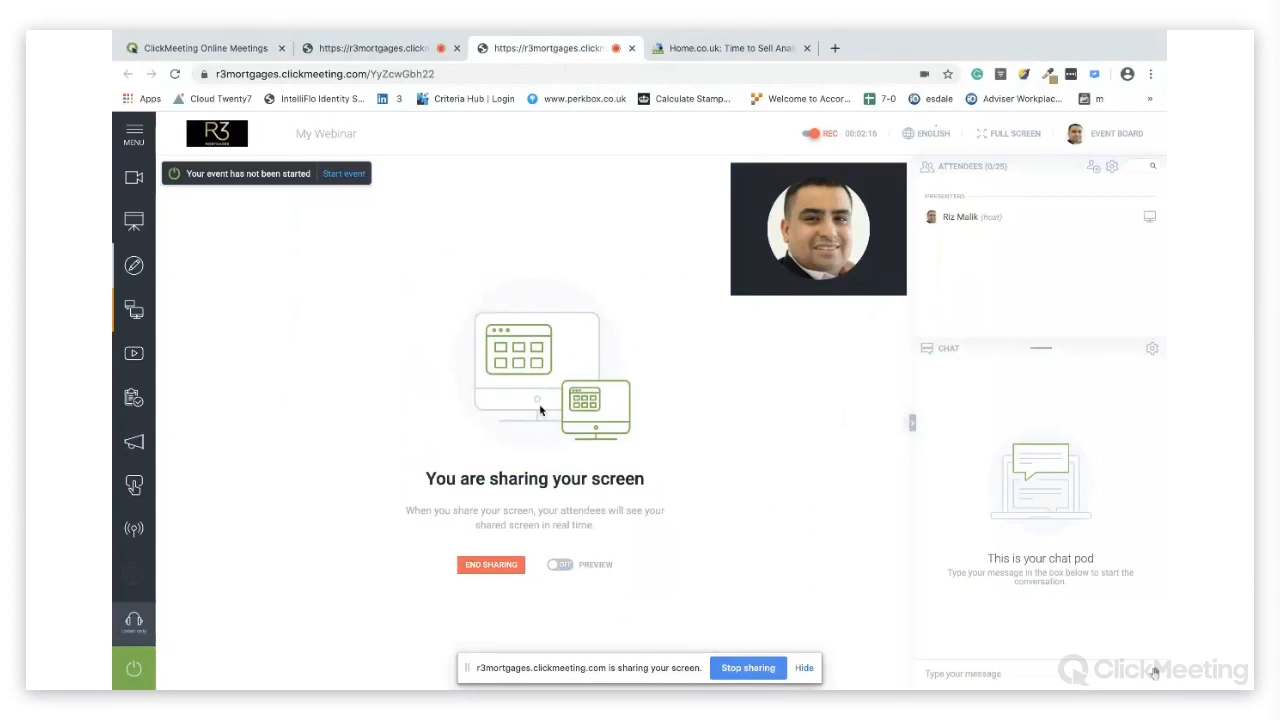 ClickMeeting Online Meetings
https://r3mortgages.clickm
https://r3mortgages.clickm
Home.co.uk: Time to Sell Anal
r3mortgages.clickmeeting.com/YyZcwGbh22
Apps
Cloud Twenty7
IntelliFlo Identity S...
3
Criteria Hub | Login
www.perkbox.co.uk
Calculate Stamp...
Welcome to Accor...
7-0
esdale
Adviser Workplac...
m
»
MENU
R3
My Webinar
REC 00:02:16
ENGLISH
FULL SCREEN
EVENT BOARD
Your event has not been started Start event
ATTENDEES (0/25)
PRESENTERS
Riz Malik (host)
CHAT
You are sharing your screen
When you share your screen, your attendees will see your
shared screen in real time.
END SHARING
OFF PREVIEW
This is your chat pod
Type your message in the box below to start the
conversation.
Listen only
r3mortgages.clickmeeting.com is sharing your screen. Stop sharing Hide
Type your message
ClickMeeting